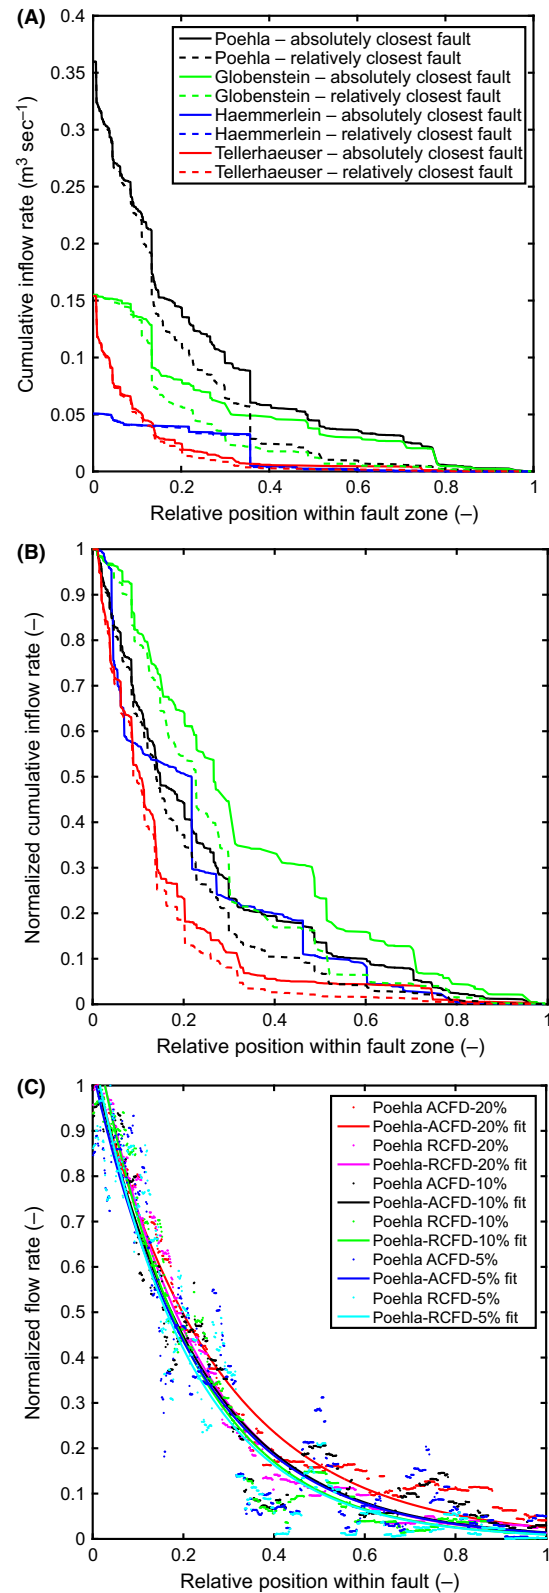 (A)
Cumulative inflow rate (m³ sec⁻¹)
0.4
0.35
0.3
0.25
0.2
0.15
0.1
0.05
0
Poehla – absolutely closest fault
Poehla – relatively closest fault
Globenstein – absolutely closest fault
Globenstein – relatively closest fault
Haemmerlein – absolutely closest fault
Haemmerlein – relatively closest fault
Tellerhaeuser – absolutely closest fault
Tellerhaeuser – relatively closest fault
0 0.2 0.4 0.6 0.8 1
Relative position within fault zone (–)
(B)
Normalized cumulative inflow rate (–)
1
0.9
0.8
0.7
0.6
0.5
0.4
0.3
0.2
0.1
0
0 0.2 0.4 0.6 0.8 1
Relative position within fault zone (–)
(C)
Normalized flow rate (–)
1
0.9
0.8
0.7
0.6
0.5
0.4
0.3
0.2
0.1
0
Poehla ACFD-20%
Poehla-ACFD-20% fit
Poehla RCFD-20%
Poehla-RCFD-20% fit
Poehla ACFD-10%
Poehla-ACFD-10% fit
Poehla RCFD-10%
Poehla-RCFD-10% fit
Poehla ACFD-5%
Poehla-ACFD-5% fit
Poehla RCFD-5%
Poehla-RCFD-5% fit
0 0.2 0.4 0.6 0.8 1
Relative position within fault (–)